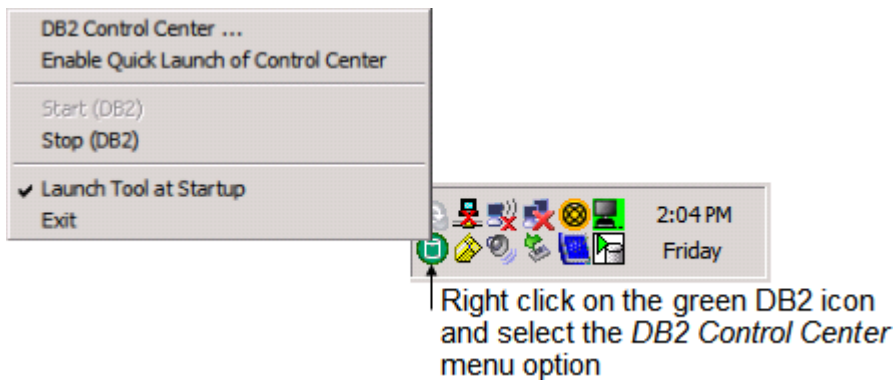 DB2 Control Center ...
Enable Quick Launch of Control Center
Start (DB2)
Stop (DB2)
Launch Tool at Startup
Exit
2:04 PM
Friday
Right click on the green DB2 icon
and select the DB2 Control Center
menu option